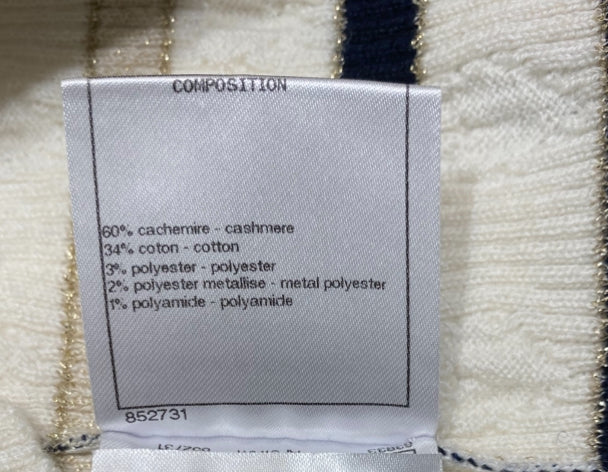 COMPOSITION
60% cachemire - cashmere
34% coton - cotton
3% polyester - polyester
2% polyester metallise - metal polyester
1% polyamide - polyamide
852731